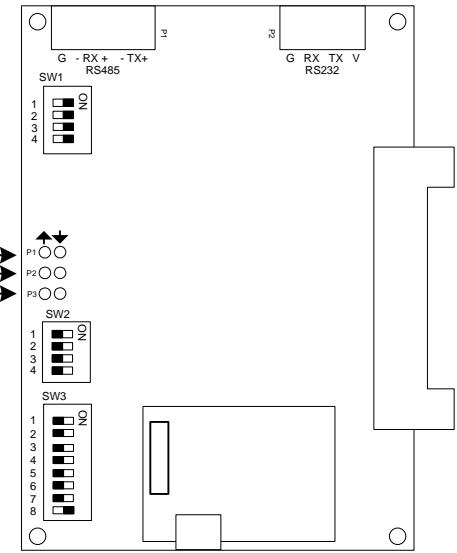 P1
P2
G - RX + - TX+
RS485
G RX TX V
RS232
SW1
ON
1
2
3
4
P1
P2
P3
SW2
ON
1
2
3
4
SW3
ON
1
2
3
4
5
6
7
8